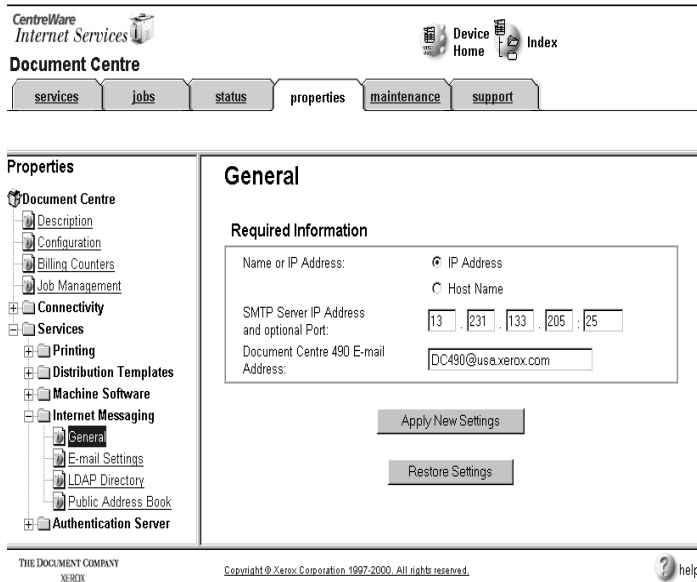 CentreWare
Internet Services
Device Home
Index
Document Centre
services jobs status properties maintenance support
Properties
Document Centre
Description
Configuration
Billing Counters
Job Management
Connectivity
Services
Printing
Distribution Templates
Machine Software
Internet Messaging
General
E-mail Settings
LDAP Directory
Public Address Book
Authentication Server
General
Required Information
Name or IP Address: IP Address
Host Name
SMTP Server IP Address
and optional Port: 13 . 231 . 133 . 205 : 25
Document Centre 490 E-mail
Address: DC490@usa.xerox.com
Apply New Settings
Restore Settings
THE DOCUMENT COMPANY
XEROX
Copyright © Xerox Corporation 1997-2000. All rights reserved.
help